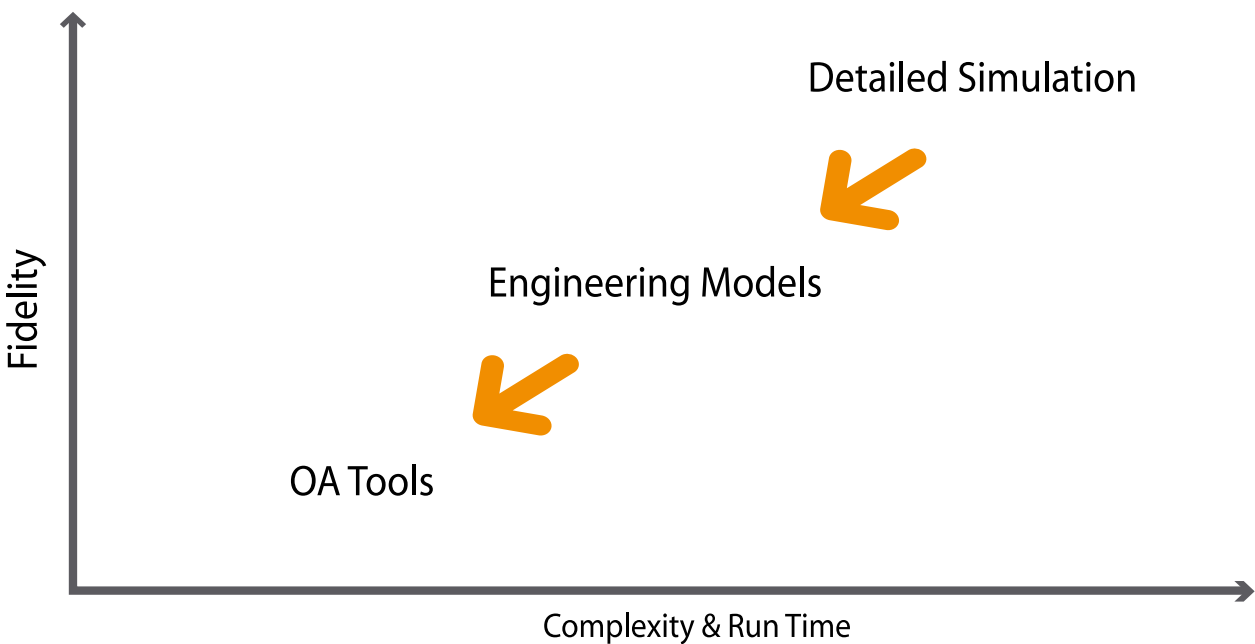 Detailed Simulation
Engineering Models
OA Tools
Fidelity
Complexity & Run Time